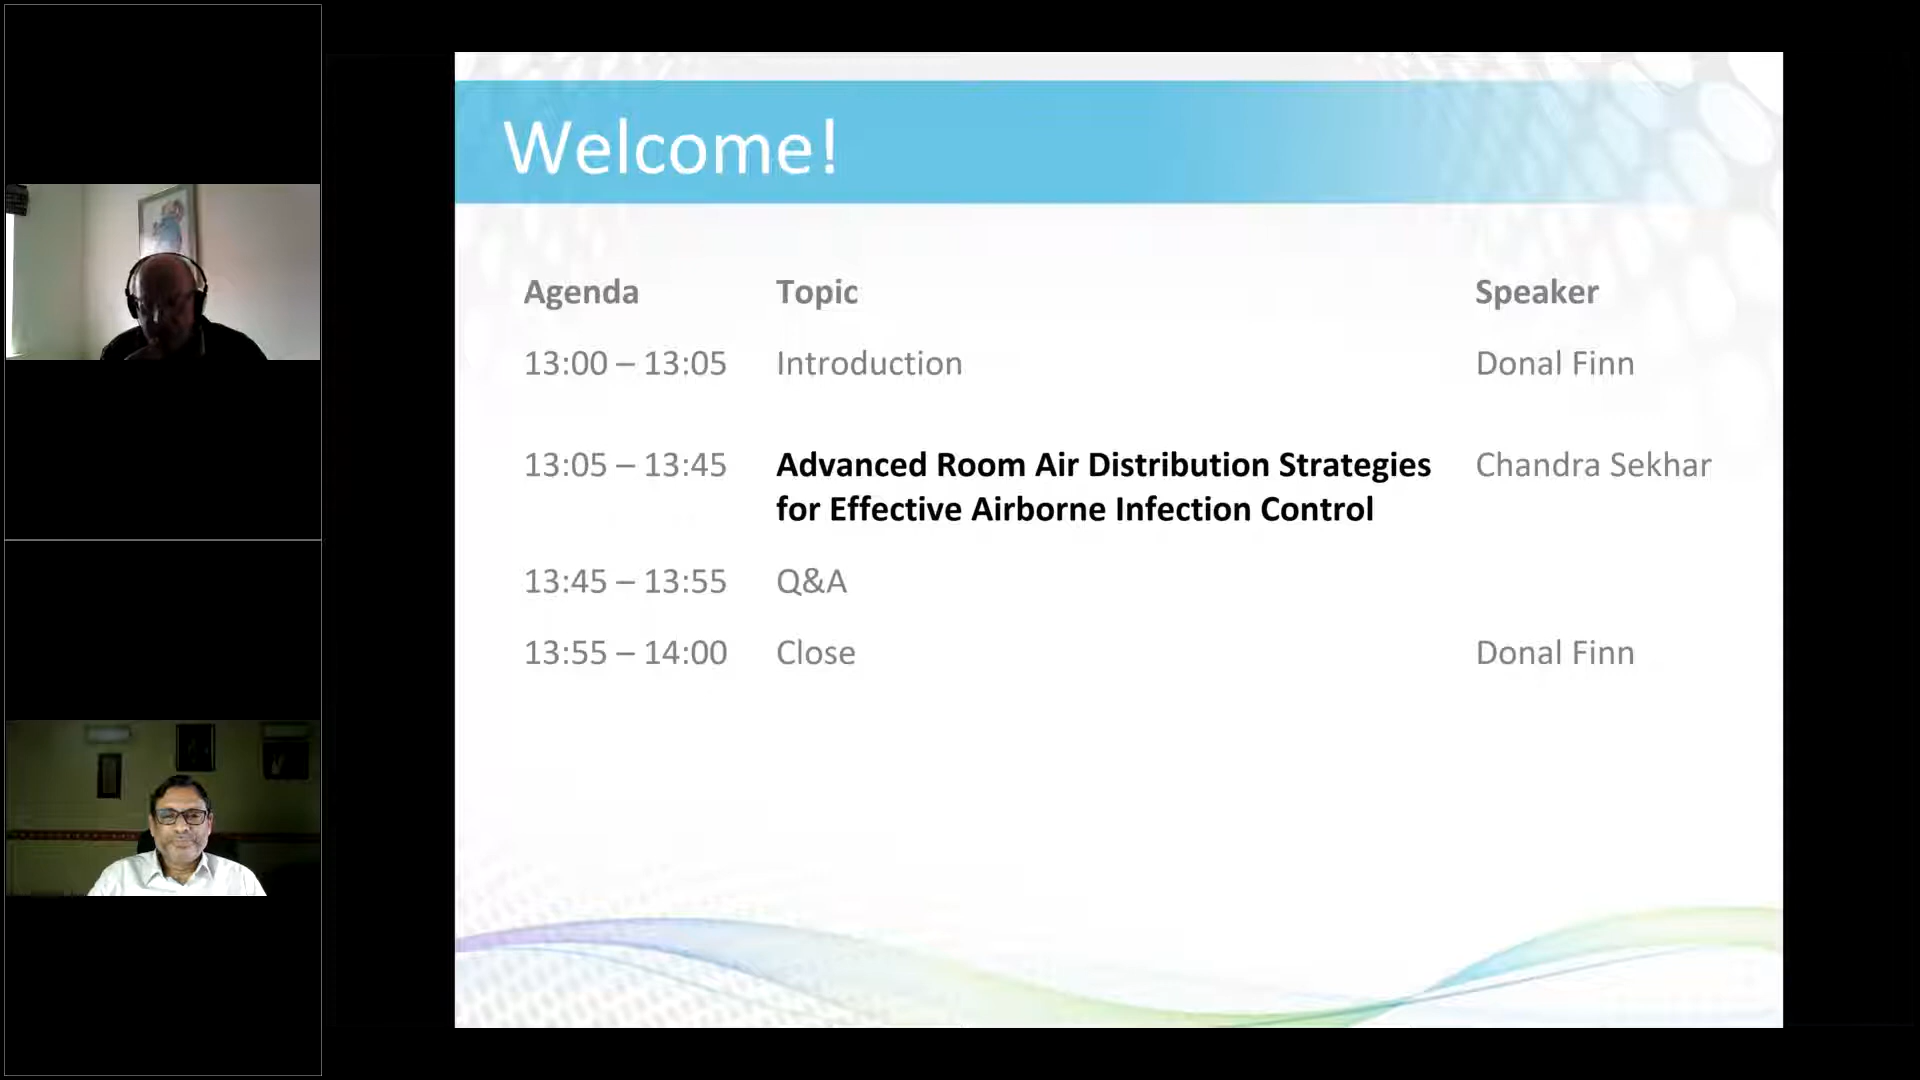 Welcome!
Agenda Topic Speaker
13:00 – 13:05 Introduction Donal Finn
13:05 – 13:45 Advanced Room Air Distribution Strategies Chandra Sekhar
for Effective Airborne Infection Control
13:45 – 13:55 Q&A
13:55 – 14:00 Close Donal Finn